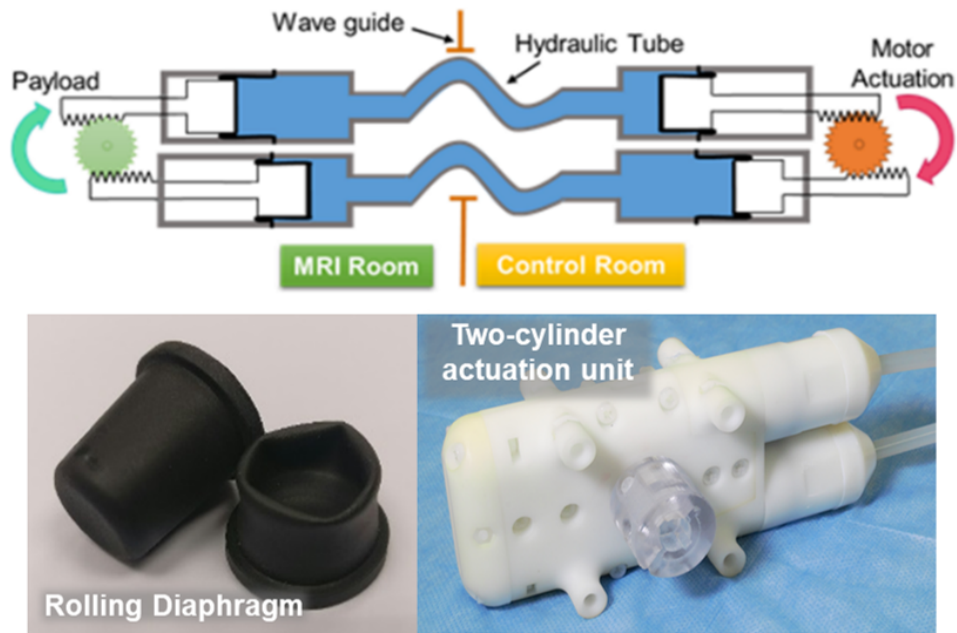 Wave guide
Hydraulic Tube
Motor
Actuation
Payload
MRI Room
Control Room
Two-cylinder
actuation unit
Rolling Diaphragm